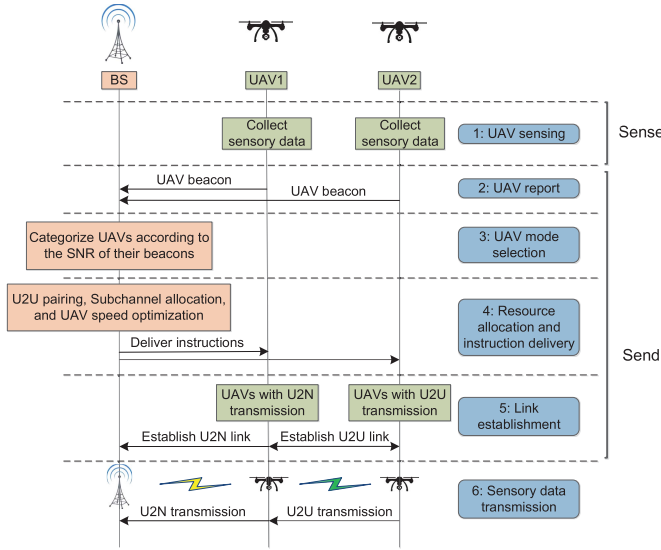 BS
UAV1
UAV2
Collect
sensory data
Collect
sensory data
1: UAV sensing
Sense
UAV beacon
UAV beacon
2: UAV report
Categorize UAVs according to
the SNR of their beacons
3: UAV mode
selection
U2U pairing, Subchannel allocation,
and UAV speed optimization
Deliver instructions
4: Resource
allocation and
instruction delivery
Send
UAVs with U2N
transmission
UAVs with U2U
transmission
5: Link
establishment
Establish U2N link
Establish U2U link
6: Sensory data
transmission
U2N transmission
U2U transmission